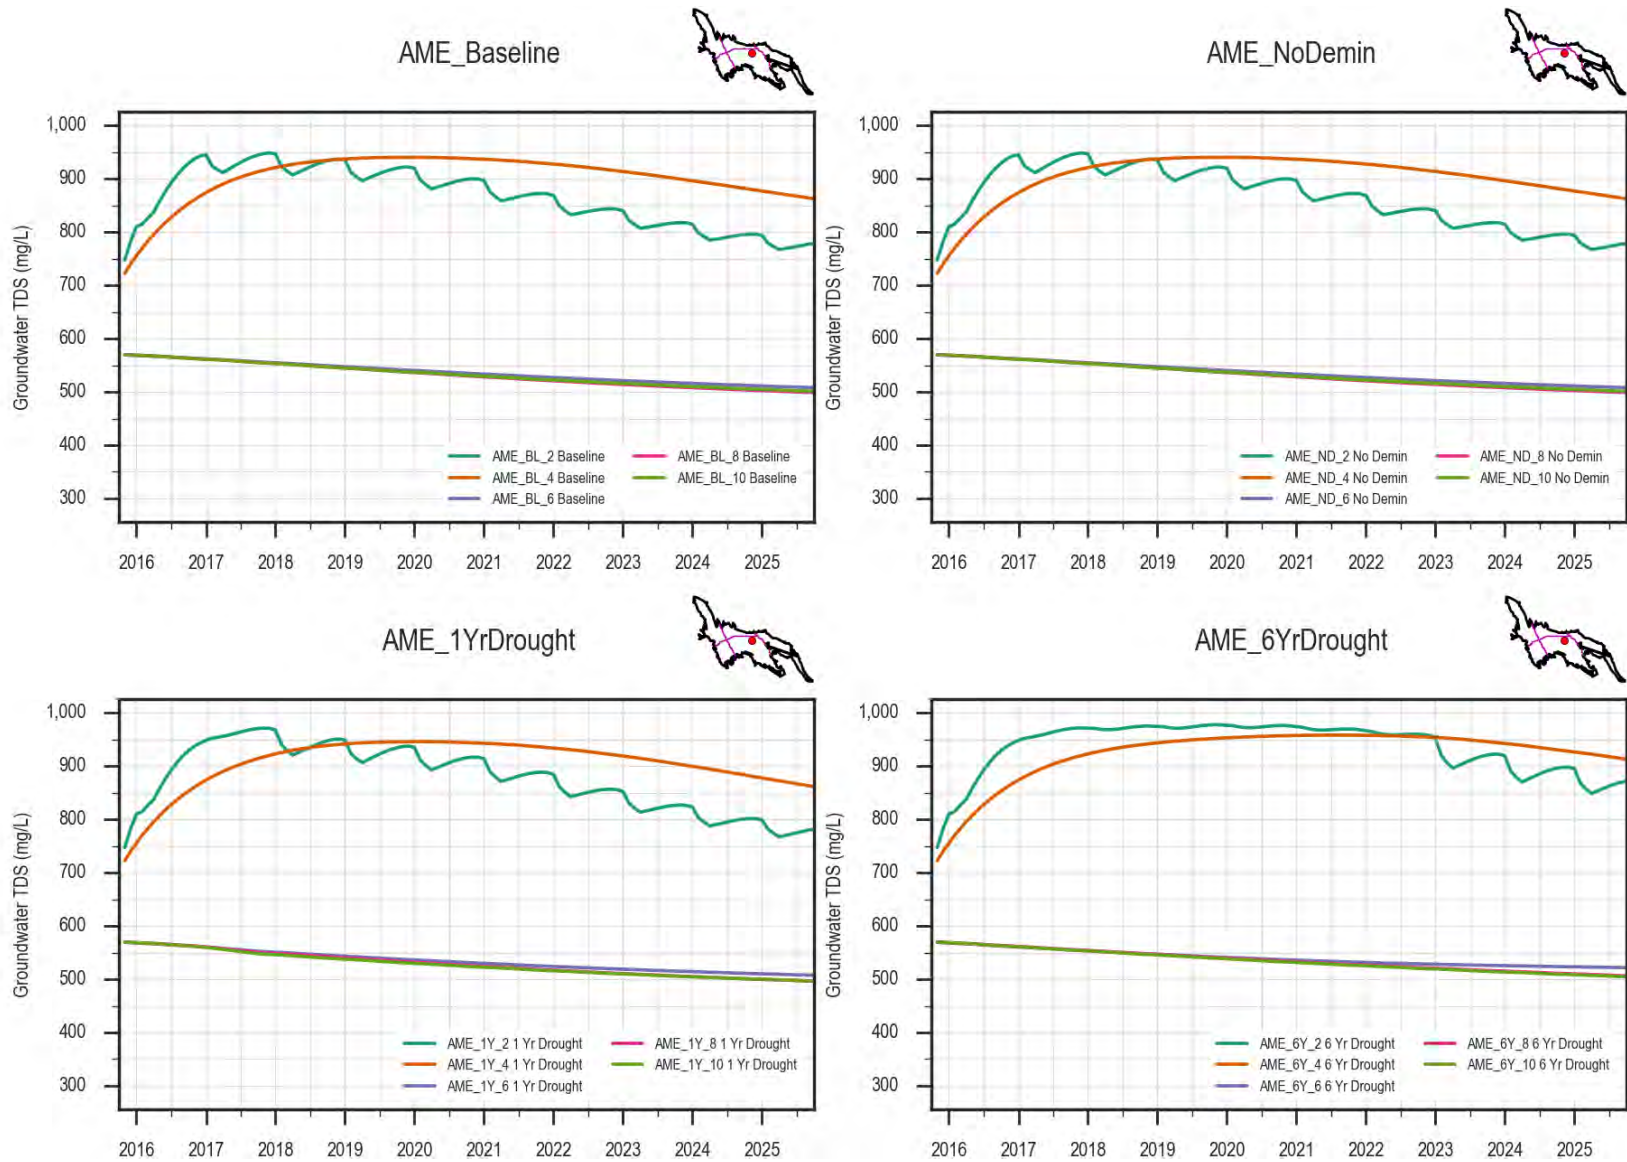 AME_Baseline
Groundwater TDS (mg/L)
1,000
900
800
700
600
500
400
300
AME_BL_2 Baseline
AME_BL_8 Baseline
AME_BL_4 Baseline
AME_BL_10 Baseline
AME_BL_6 Baseline
2016 2017 2018 2019 2020 2021 2022 2023 2024 2025
AME_NoDemin
Groundwater TDS (mg/L)
1,000
900
800
700
600
500
400
300
AME_ND_2 No Demin
AME_ND_8 No Demin
AME_ND_4 No Demin
AME_ND_10 No Demin
AME_ND_6 No Demin
2016 2017 2018 2019 2020 2021 2022 2023 2024 2025
AME_1YrDrought
Groundwater TDS (mg/L)
1,000
900
800
700
600
500
400
300
AME_1Y_2 1 Yr Drought
AME_1Y_8 1 Yr Drought
AME_1Y_4 1 Yr Drought
AME_1Y_10 1 Yr Drought
AME_1Y_6 1 Yr Drought
2016 2017 2018 2019 2020 2021 2022 2023 2024 2025
AME_6YrDrought
Groundwater TDS (mg/L)
1,000
900
800
700
600
500
400
300
AME_6Y_2 6 Yr Drought
AME_6Y_8 6 Yr Drought
AME_6Y_4 6 Yr Drought
AME_6Y_10 6 Yr Drought
AME_6Y_6 6 Yr Drought
2016 2017 2018 2019 2020 2021 2022 2023 2024 2025